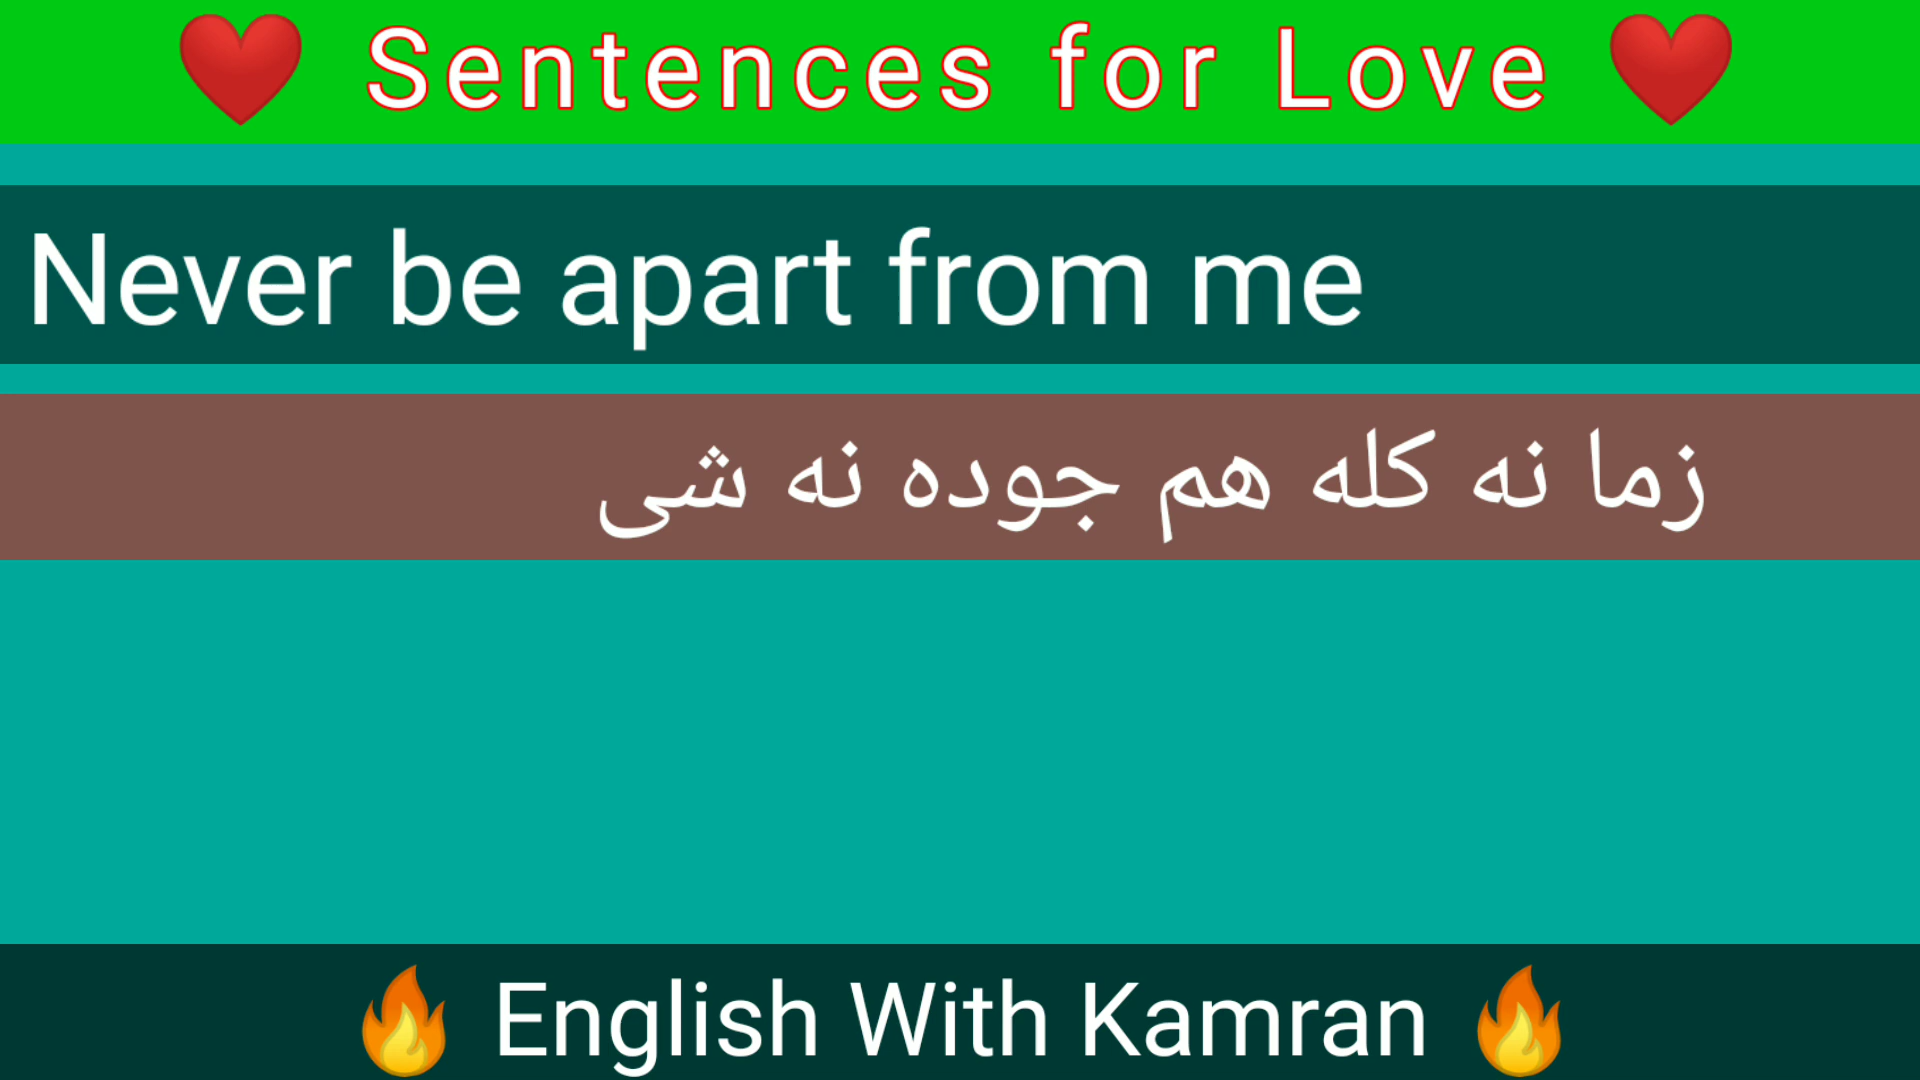 ❤️ Sentences for Love ❤️
Never be apart from me
زما نه کله هم جوده نه شی
🔥 English With Kamran 🔥